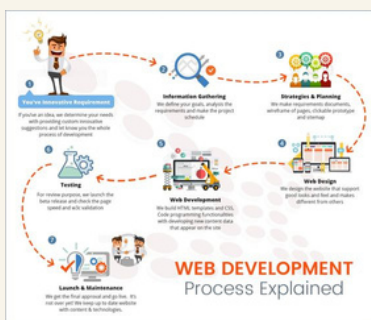 1
You've Innovative Requirement
If you've an idea, we determine your needs
with providing custom innovative
suggestions and let know you the whole
process of development
2
Information Gathering
We define your goals, analysis the
requirements and make the project
schedule
3
Strategies & Planning
We make requirements documents,
wireframe of pages, clickable prototype
and sitemap
4
Web Design
We design the website that support
good looks and feel and makes
different from others
5
Web Development
We build HTML templates and CSS,
Code programming functionalities
with developing new content data
that appear on the site
6
Testing
For review purpose, we launch the
beta release and check the page
speed and w3c validation
7
Launch & Maintenance
We get the final approval and go live. It's
not over yet! We keep up to date website
with content & technologies.
WEB DEVELOPMENT
Process Explained